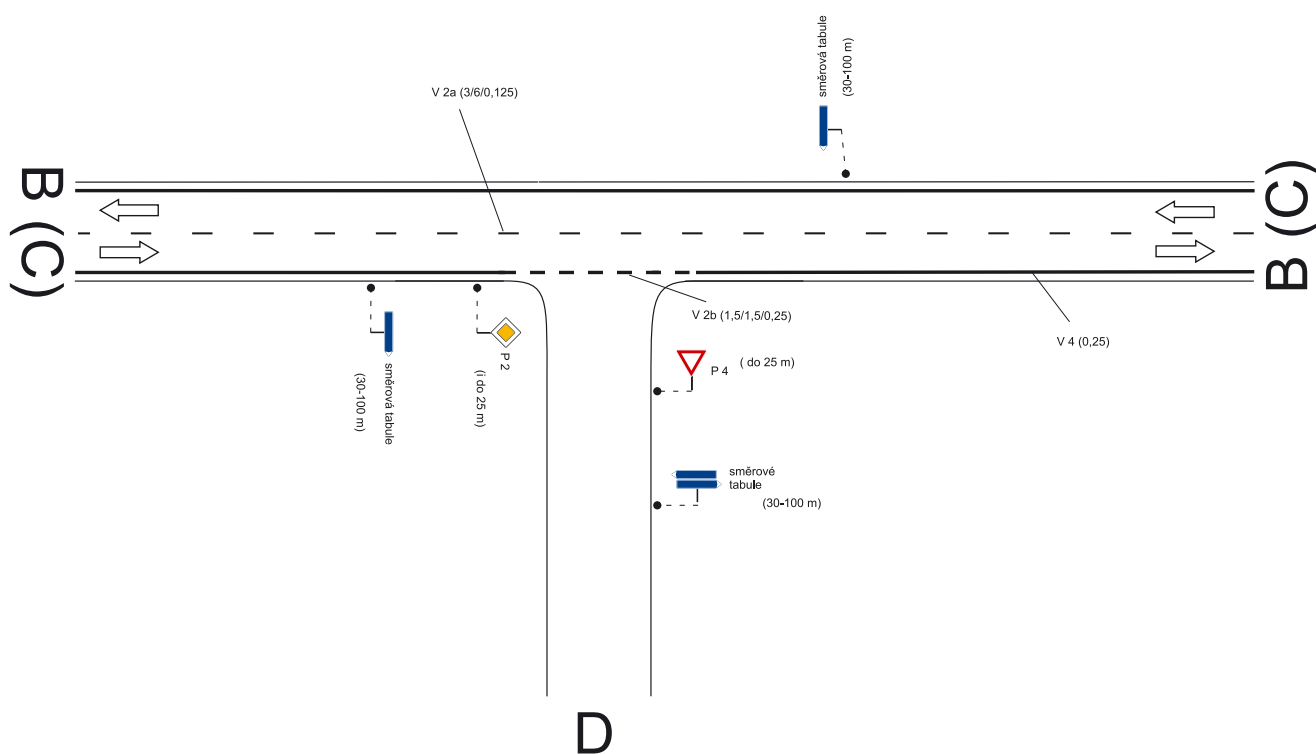 směrová tabule
(30-100 m)
V 2a (3/6/0,125)
B (C)
B (C)
V 2b (1,5/1,5/0,25)
V 4 (0,25)
P 2
(i do 25 m)
směrová tabule
(30-100 m)
P 4
( do 25 m)
směrové
tabule
(30-100 m)
D